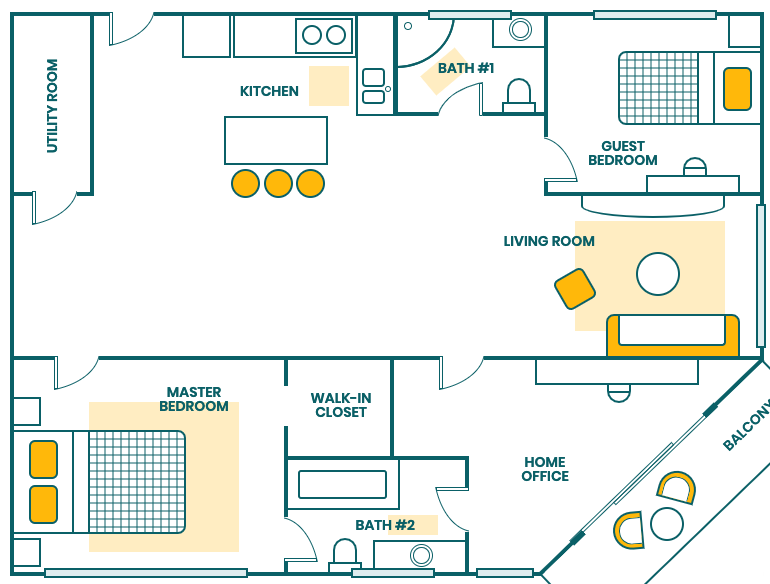 UTILITY ROOM
KITCHEN
BATH #1
GUEST
BEDROOM
LIVING ROOM
MASTER
BEDROOM
WALK-IN
CLOSET
HOME
OFFICE
BALCONY
BATH #2